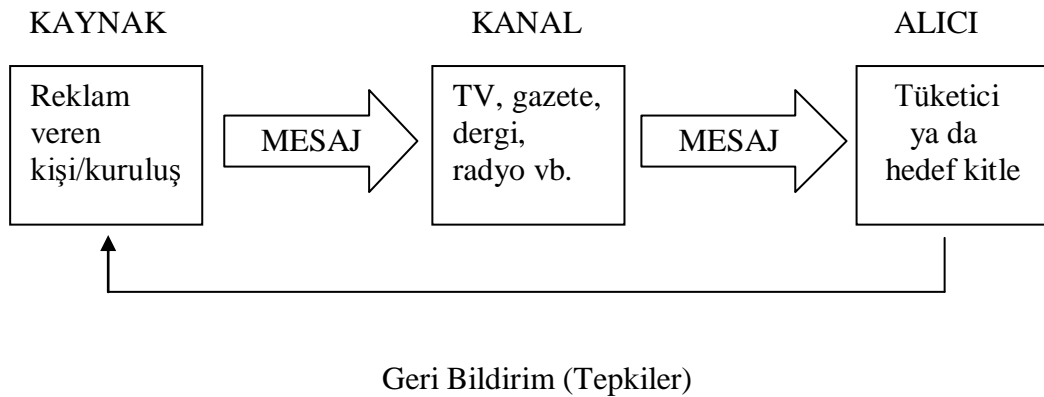 KAYNAK
KANAL
ALICI
Reklam
veren
kişi/kuruluş
MESAJ
TV, gazete,
dergi,
radyo vb.
MESAJ
Tüketici
ya da
hedef kitle
Geri Bildirim (Tepkiler)